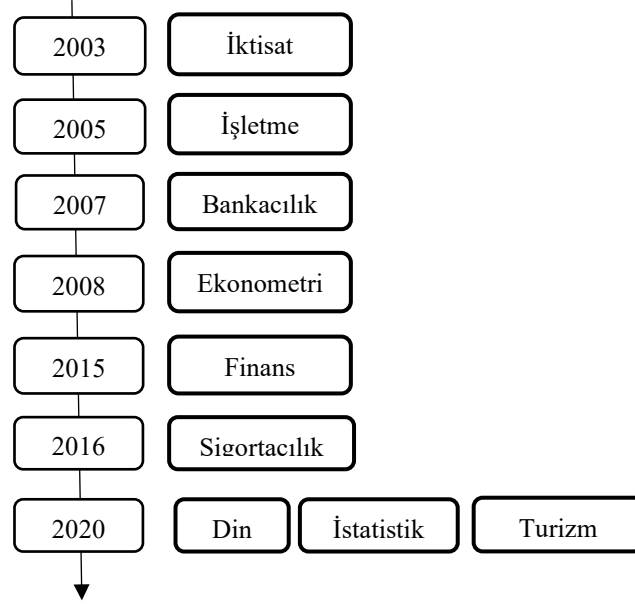 2003 İktisat
2005 İşletme
2007 Bankacılık
2008 Ekonometri
2015 Finans
2016 Sigortacılık
2020 Din İstatistik Turizm